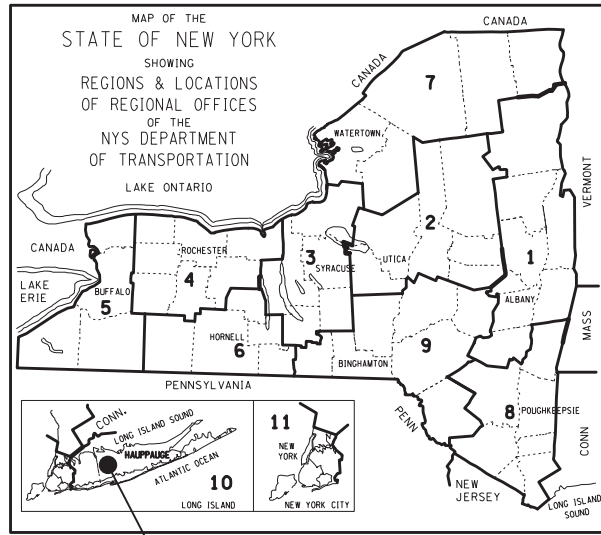 MAP OF THE
STATE OF NEW YORK
SHOWING
REGIONS & LOCATIONS
OF REGIONAL OFFICES
OF THE
NYS DEPARTMENT
OF TRANSPORTATION
LAKE ONTARIO
CANADA
CANADA
7
WATERTOWN
VERMONT
2
1
CANADA
ROCHESTER
3
SYRACUSE
UTICA
4
LAKE
ERIE
BUFFALO
5
ALBANY
MASS
HORNELL
6
9
BINGHAMTON
PENNSYLVANIA
PENN
8
POUGHKEEPSIE
CONN
NEW
JERSEY
LONG ISLAND
SOUND
CONN.
LONG ISLAND SOUND
HAUPPAUGE
ATLANTIC OCEAN
10
LONG ISLAND
11
NEW
YORK
NEW YORK CITY